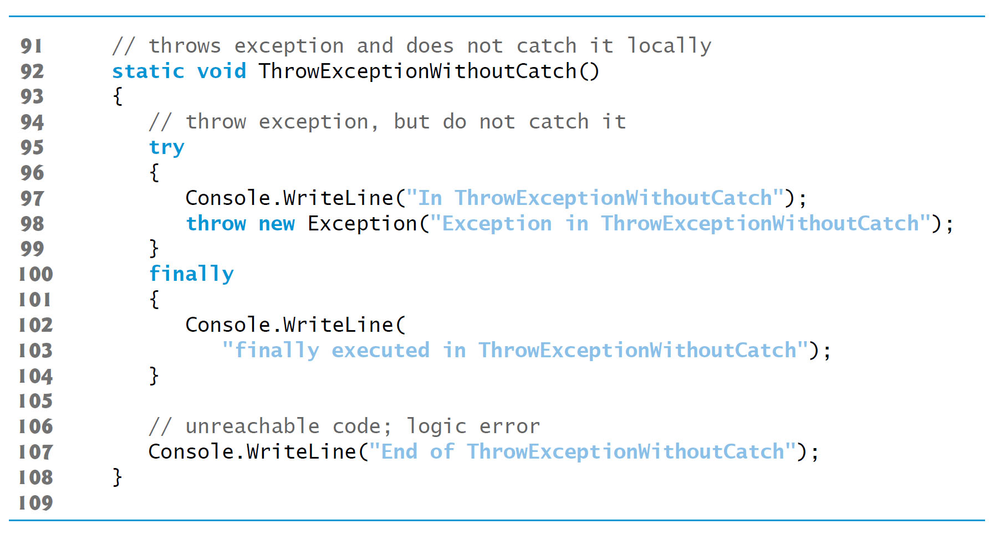 91 // throws exception and does not catch it locally
92 static void ThrowExceptionWithoutCatch()
93 {
94 // throw exception, but do not catch it
95 try
96 {
97 Console.WriteLine("In ThrowExceptionWithoutCatch");
98 throw new Exception("Exception in ThrowExceptionWithoutCatch");
99 }
100 finally
101 {
102 Console.WriteLine(
103 "finally executed in ThrowExceptionWithoutCatch");
104 }
105
106 // unreachable code; logic error
107 Console.WriteLine("End of ThrowExceptionWithoutCatch");
108 }
109